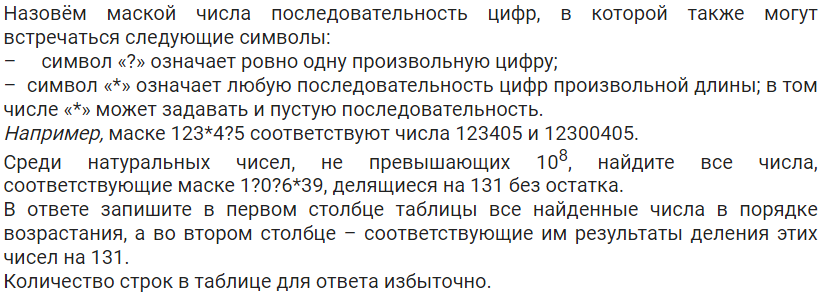 Назовём маской числа последовательность цифр, в которой также могут
встречаться следующие символы:
– символ «?» означает ровно одну произвольную цифру;
– символ «*» означает любую последовательность цифр произвольной длины; в том
числе «*» может задавать и пустую последовательность.
Например, маске 123*4?5 соответствуют числа 123405 и 12300405.
Среди натуральных чисел, не превышающих 10⁸, найдите все числа,
соответствующие маске 1?0?6*39, делящиеся на 131 без остатка.
В ответе запишите в первом столбце таблицы все найденные числа в порядке
возрастания, а во втором столбце – соответствующие им результаты деления этих
чисел на 131.
Количество строк в таблице для ответа избыточно.